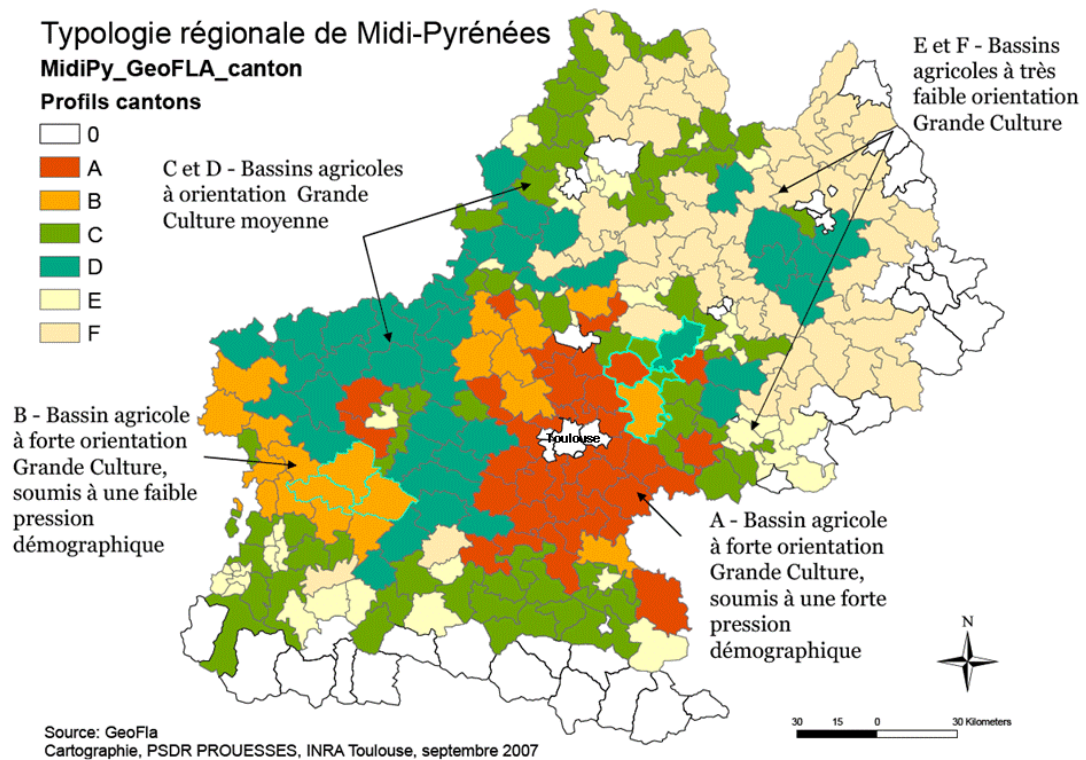 Typologie régionale de Midi-Pyrénées
MidiPy_GeoFLA_canton
Profils cantons
0
A
B
C
D
E
F
C et D - Bassins agricoles
à orientation Grande
Culture moyenne
E et F - Bassins
agricoles à très
faible orientation
Grande Culture
B - Bassin agricole
à forte orientation
Grande Culture,
soumis à une faible
pression
démographique
Toulouse
A - Bassin agricole
à forte orientation
Grande Culture,
soumis à une forte
pression
démographique
N
30 15 0 30 Kilometers
Source: GeoFla
Cartographie, PSDR PROUESSES, INRA Toulouse, septembre 2007